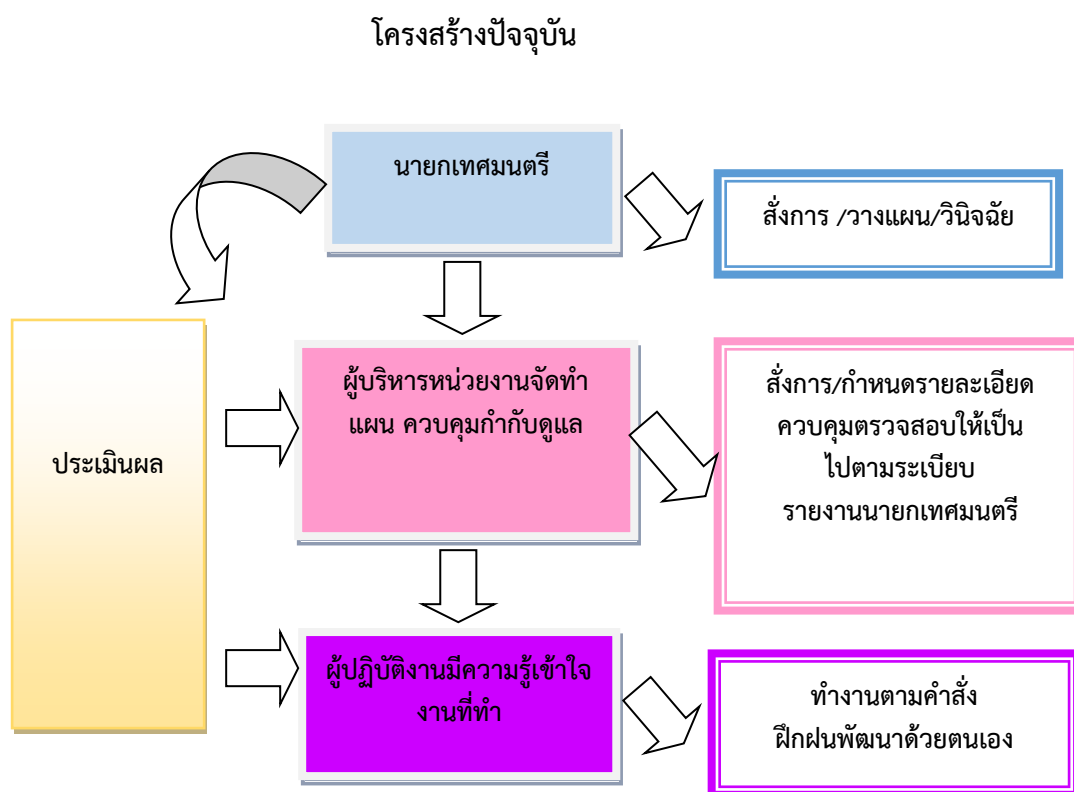 โครงสร้างปัจจุบัน
นายกเทศมนตรี
สั่งการ /วางแผน/วินิจฉัย
ผู้บริหารหน่วยงานจัดทำ
แผน ควบคุมกำกับดูแล
สั่งการ/กำหนดรายละเอียด
ควบคุมตรวจสอบให้เป็น
ไปตามระเบียบ
รายงานนายกเทศมนตรี
ประเมินผล
ผู้ปฏิบัติงานมีความรู้เข้าใจ
งานที่ทำ
ทำงานตามคำสั่ง
ฝึกฝนพัฒนาด้วยตนเอง